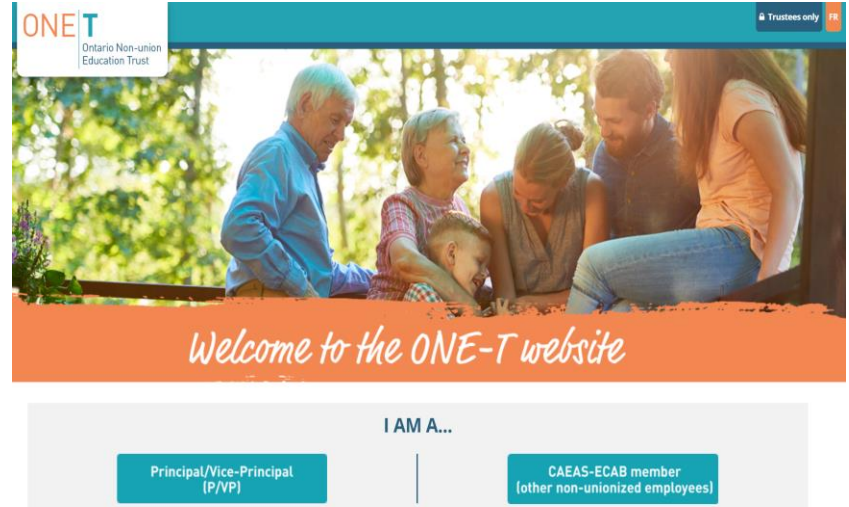 ONE T
Ontario Non-union
Education Trust
Trustees only
FR
Welcome to the ONE-T website
I AM A...
Principal/Vice-Principal
(P/VP)
CAEAS-ECAB member
(other non-unionized employees)